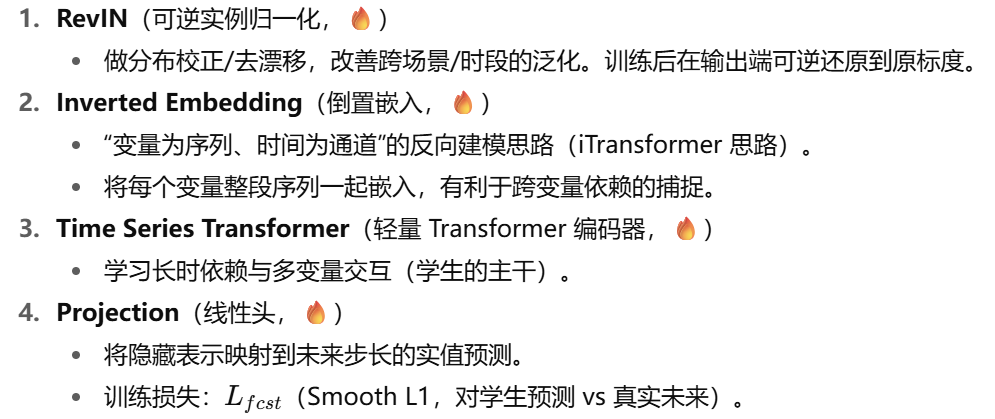 1. RevIN（可逆实例归一化，🔥）
• 做分布校正/去漂移，改善跨场景/时段的泛化。训练后在输出端可逆还原到原标度。
2. Inverted Embedding（倒置嵌入，🔥）
• “变量为序列、时间为通道”的反向建模思路（iTransformer 思路）。
• 将每个变量整段序列一起嵌入，有利于跨变量依赖的捕捉。
3. Time Series Transformer（轻量 Transformer 编码器，🔥）
• 学习长时依赖与多变量交互（学生的主干）。
4. Projection（线性头，🔥）
• 将隐藏表示映射到未来步长的实值预测。
• 训练损失：L_{fcst}（Smooth L1，对学生预测 vs 真实未来）。